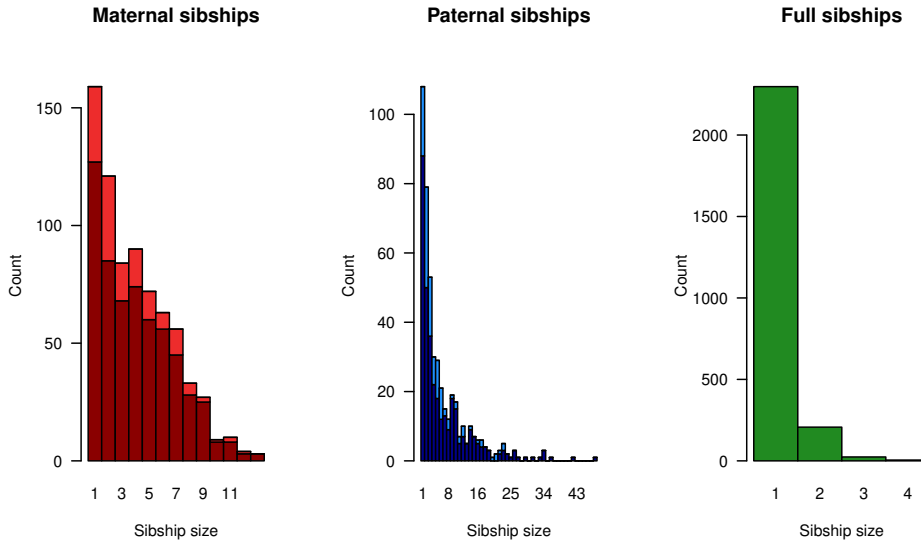 Maternal sibships
Count
0
50
100
150
1 3 5 7 9 11
Sibship size
Paternal sibships
Count
0
20
40
60
80
100
1 8 16 25 34 43
Sibship size
Full sibships
Count
0
500
1000
1500
2000
1 2 3 4
Sibship size